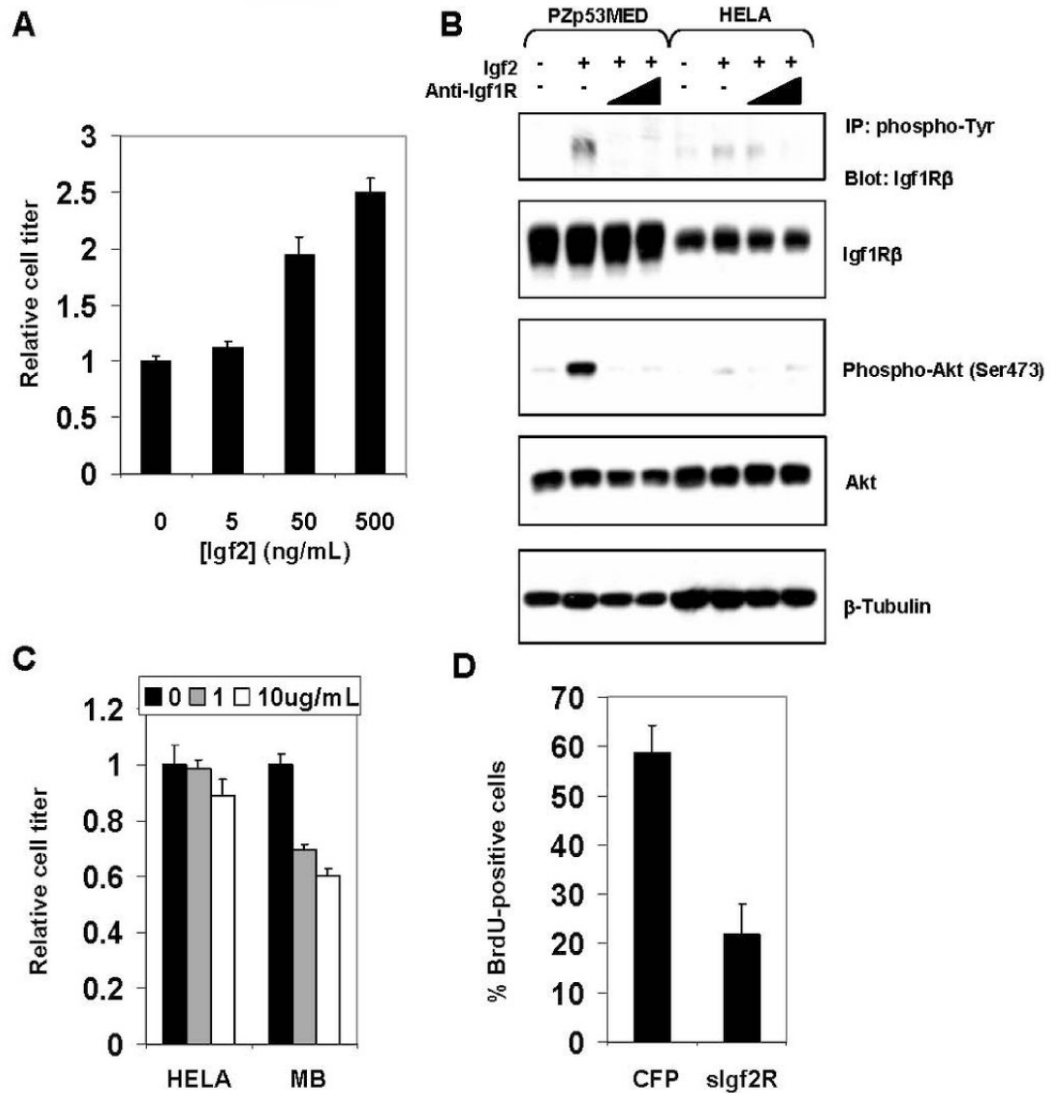 A
3
2.5
2
1.5
1
0.5
0
Relative cell titer
0 5 50 500
[Igf2] (ng/mL)
B
PZp53MED HELA
Igf2 - + + + - + + +
Anti-Igf1R - - - -
IP: phospho-Tyr
Blot: Igf1Rβ
Igf1Rβ
Phospho-Akt (Ser473)
Akt
β-Tubulin
C
0 1 10ug/mL
1.2
1
0.8
0.6
0.4
0.2
0
Relative cell titer
HELA MB
D
70
60
50
40
30
20
10
0
% BrdU-positive cells
CFP sIgf2R